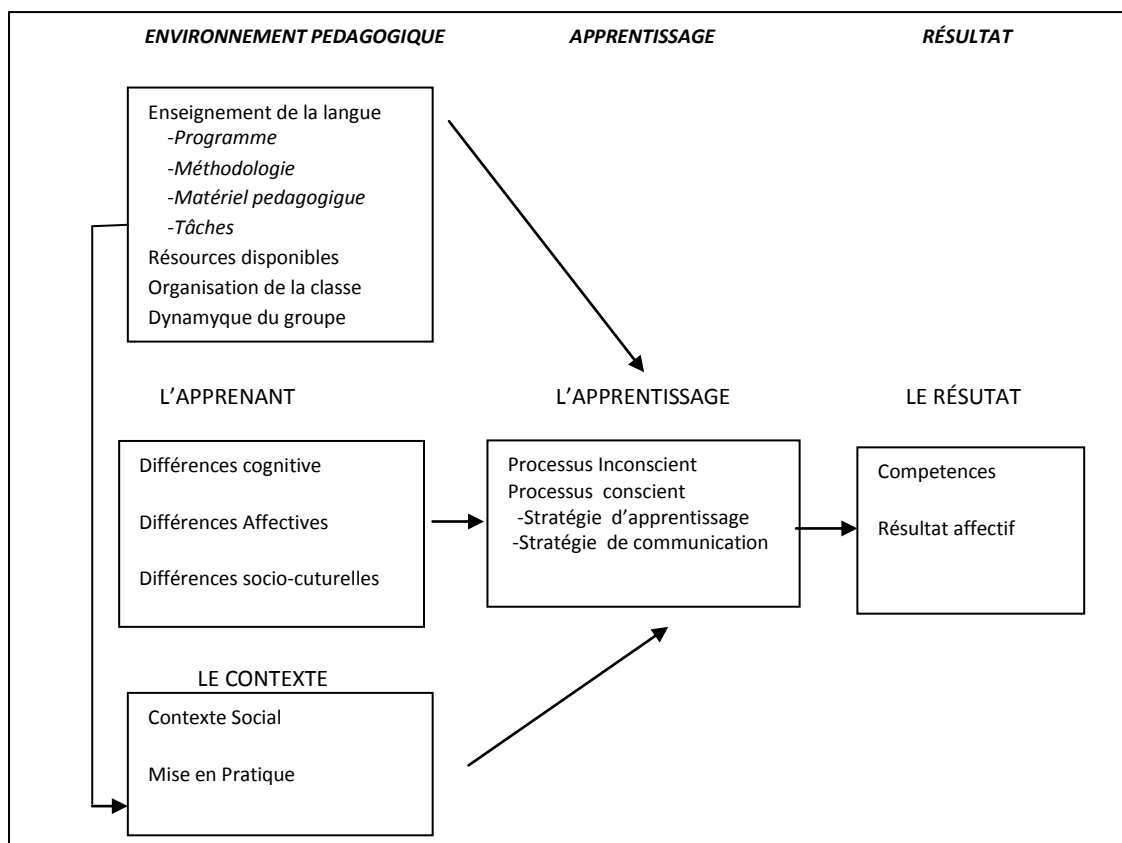 ENVIRONNEMENT PEDAGOGIQUE APPRENTISSAGE RÉSULTAT
Enseignement de la langue
-Programme
-Méthodologie
-Matériel pedagogigue
-Tâches
Résources disponibles
Organisation de la classe
Dynamyque du groupe
L’APPRENANT L’APPRENTISSAGE LE RÉSUTAT
Différences cognitive
Différences Affectives
Différences socio-cuturelles
Processus Inconscient
Processus conscient
-Stratégie d’apprentissage
-Stratégie de communication
Competences
Résultat affectif
LE CONTEXTE
Contexte Social
Mise en Pratique